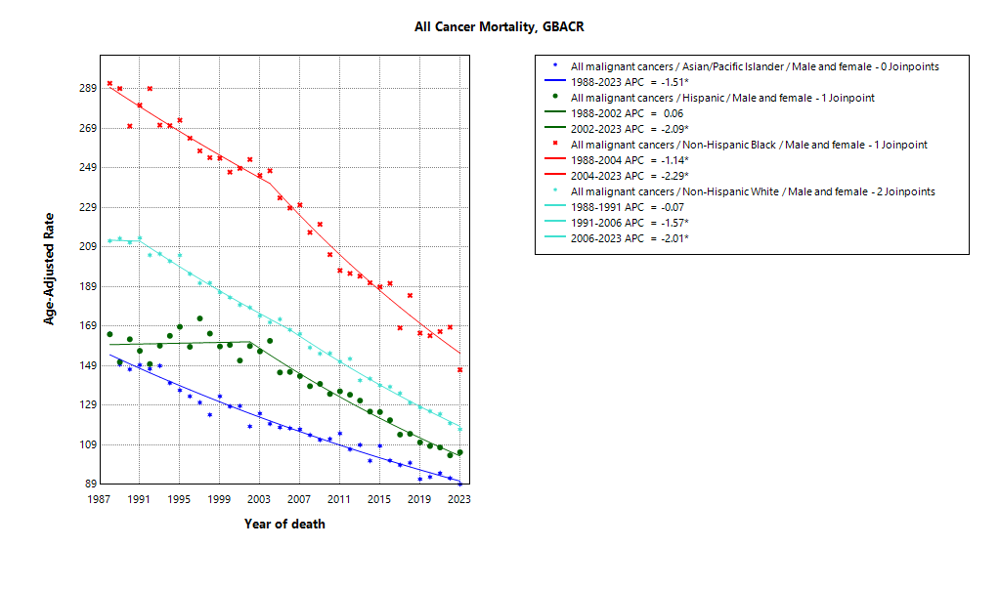 All Cancer Mortality, GBACR
All malignant cancers / Asian/Pacific Islander / Male and female - 0 Joinpoints
1988-2023 APC = -1.51*
All malignant cancers / Hispanic / Male and female - 1 Joinpoint
1988-2002 APC = 0.06
2002-2023 APC = -2.09*
All malignant cancers / Non-Hispanic Black / Male and female - 1 Joinpoint
1988-2004 APC = -1.14*
2004-2023 APC = -2.29*
All malignant cancers / Non-Hispanic White / Male and female - 2 Joinpoints
1988-1991 APC = -0.07
1991-2006 APC = -1.57*
2006-2023 APC = -2.01*
Age-Adjusted Rate
289
269
249
229
209
189
169
149
129
109
89
1987 1991 1995 1999 2003 2007 2011 2015 2019 2023
Year of death